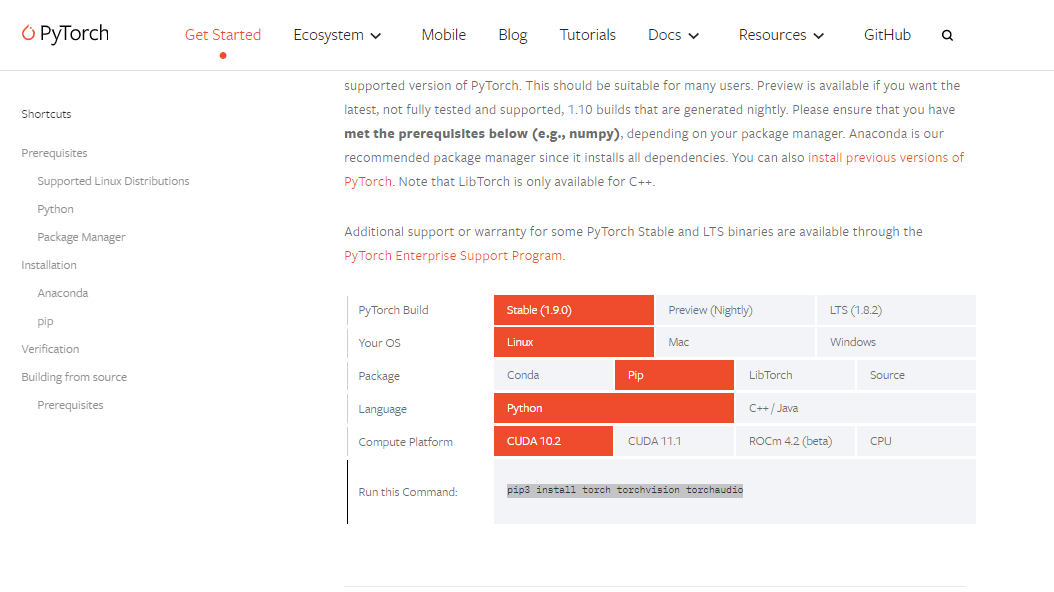 PyTorch
Get Started
Ecosystem
Mobile
Blog
Tutorials
Docs
Resources
GitHub
Shortcuts
Prerequisites
Supported Linux Distributions
Python
Package Manager
Installation
Anaconda
pip
Verification
Building from source
Prerequisites
supported version of PyTorch. This should be suitable for many users. Preview is available if you want the
latest, not fully tested and supported, 1.10 builds that are generated nightly. Please ensure that you have
met the prerequisites below (e.g., numpy), depending on your package manager. Anaconda is our
recommended package manager since it installs all dependencies. You can also install previous versions of
PyTorch. Note that LibTorch is only available for C++.
Additional support or warranty for some PyTorch Stable and LTS binaries are available through the
PyTorch Enterprise Support Program.
PyTorch Build Stable (1.9.0) Preview (Nightly) LTS (1.8.2)
Your OS Linux Mac Windows
Package Conda Pip LibTorch Source
Language Python C++ / Java
Compute Platform CUDA 10.2 CUDA 11.1 ROCm 4.2 (beta) CPU
Run this Command: pip3 install torch torchvision torchaudio